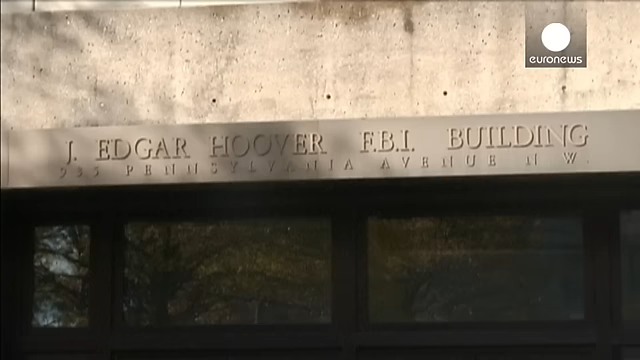 euronews
J. EDGAR HOOVER F.B.I. BUILDING
935 PENNSYLVANIA AVENUE N W.